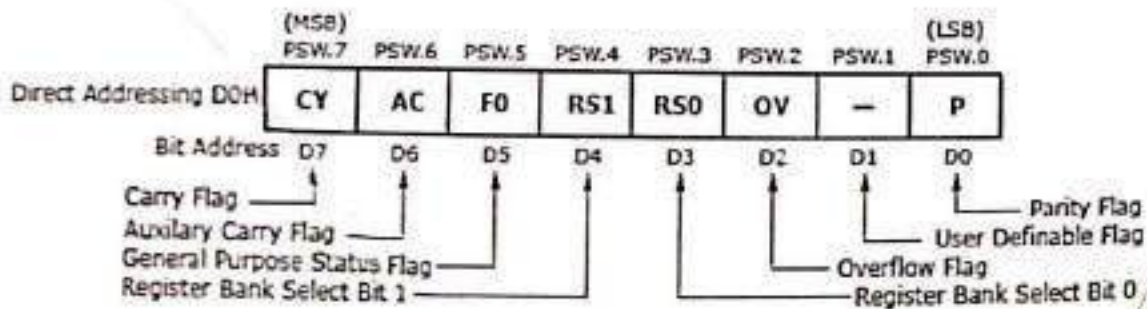 (MSB) (LSB)
PSW.7 PSW.6 PSW.5 PSW.4 PSW.3 PSW.2 PSW.1 PSW.0
Direct Addressing D0H CY AC F0 RS1 RS0 OV — P
Bit Address D7 D6 D5 D4 D3 D2 D1 D0
Carry Flag Parity Flag
Auxilary Carry Flag User Definable Flag
General Purpose Status Flag Overflow Flag
Register Bank Select Bit 1 Register Bank Select Bit 0